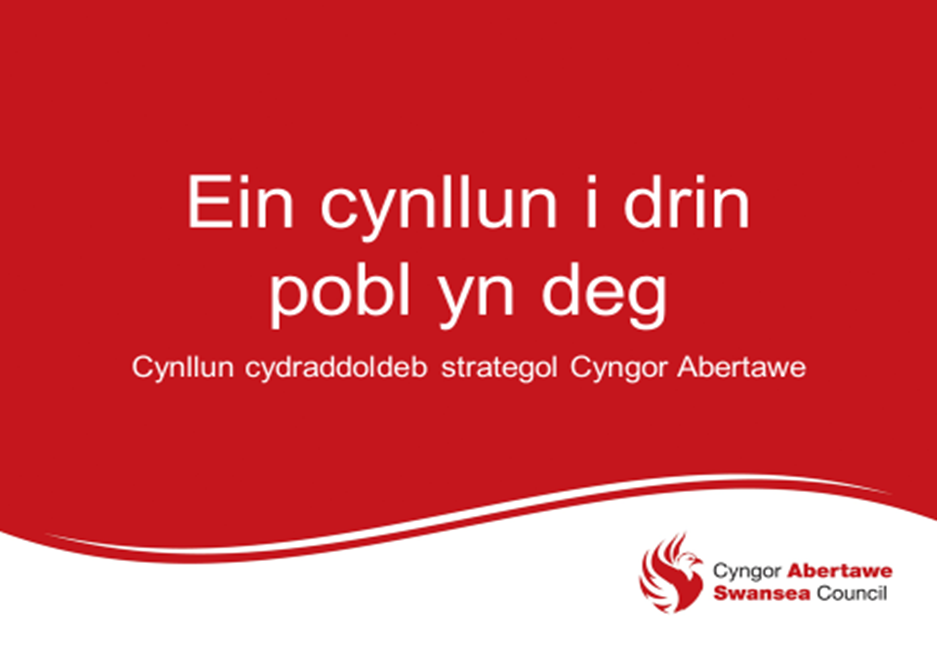 Ein cynllun i drin
pobl yn deg
Cynllun cydraddoldeb strategol Cyngor Abertawe
Cyngor Abertawe
Swansea Council